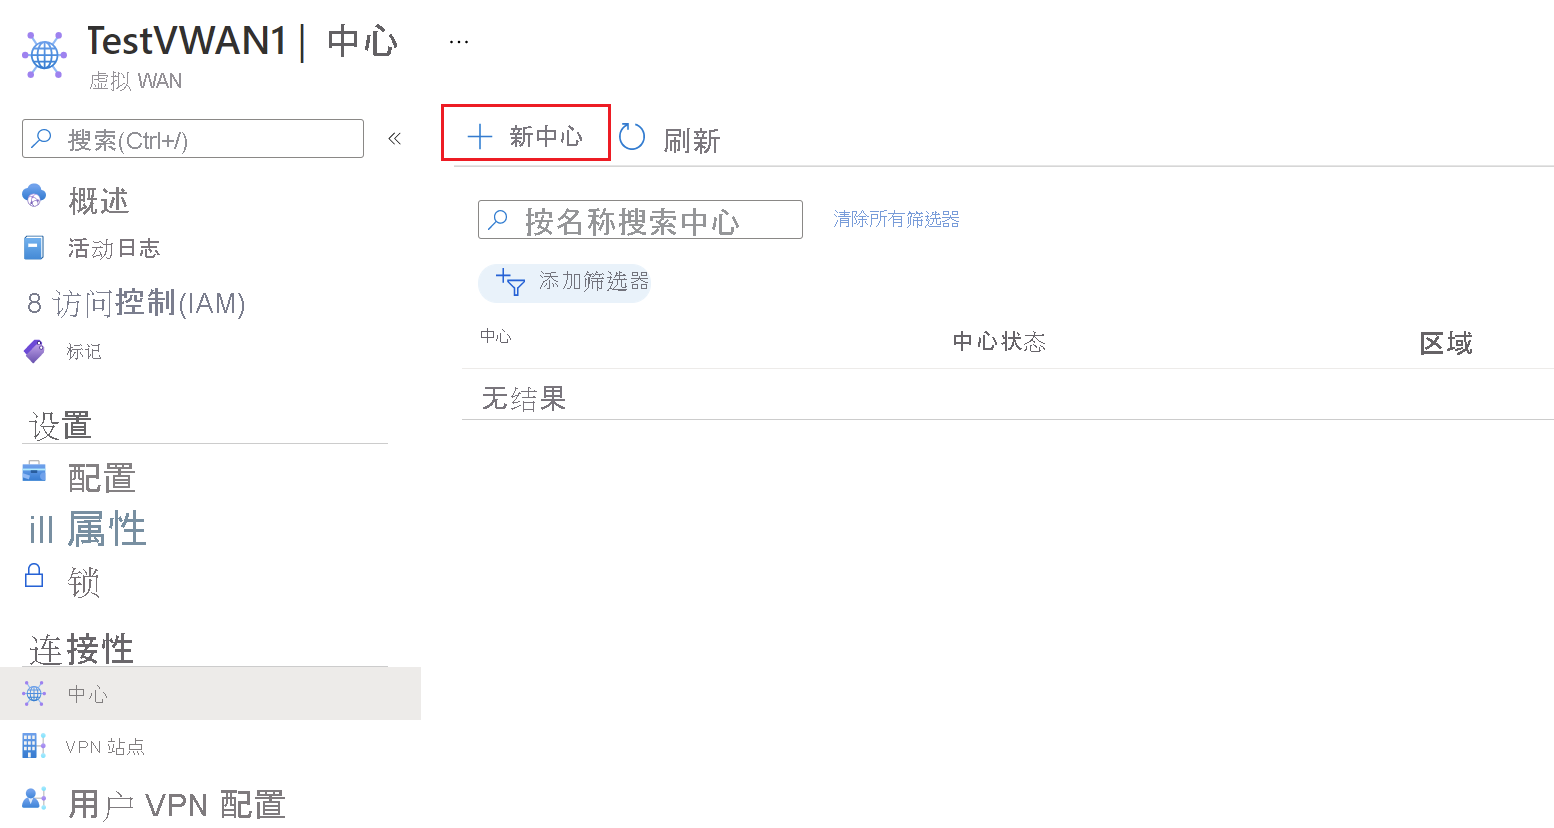 TestVWAN1 | 中心 ...
虚拟 WAN
搜索(Ctrl+/) «
概述
活动日志
8 访问控制(IAM)
标记
设置
配置
ill 属性
锁
连接性
中心
VPN 站点
用户 VPN 配置
新中心 刷新
按名称搜索中心 清除所有筛选器
添加筛选器
中心 中心状态 区域
无结果